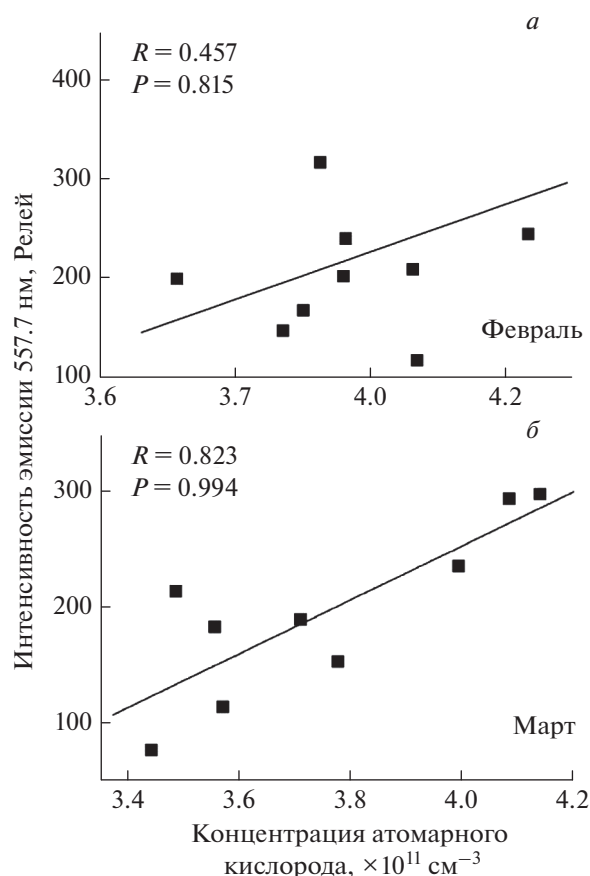 a
R = 0.457
P = 0.815
400
300
200
100
3.6
3.7
4.0
4.2
Февраль
Интенсивность эмиссии 557.7 нм, Релей
б
R = 0.823
P = 0.994
300
200
100
3.4
3.6
3.8
4.0
4.2
Март
Концентрация атомарного
кислорода, ×10¹¹ см⁻³